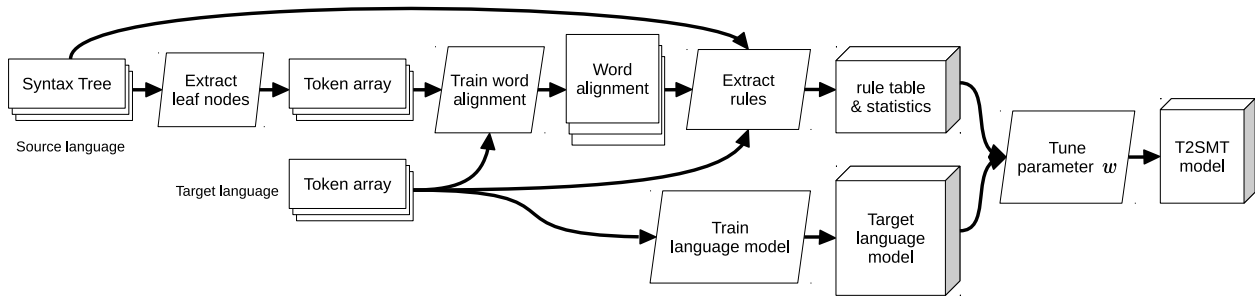 Syntax Tree
Source language
Extract
leaf nodes
Token array
Target language
Token array
Train word
alignment
Word
alignment
Extract
rules
rule table
& statistics
Train
language model
Target
language
model
Tune
parameter w
T2SMT
model